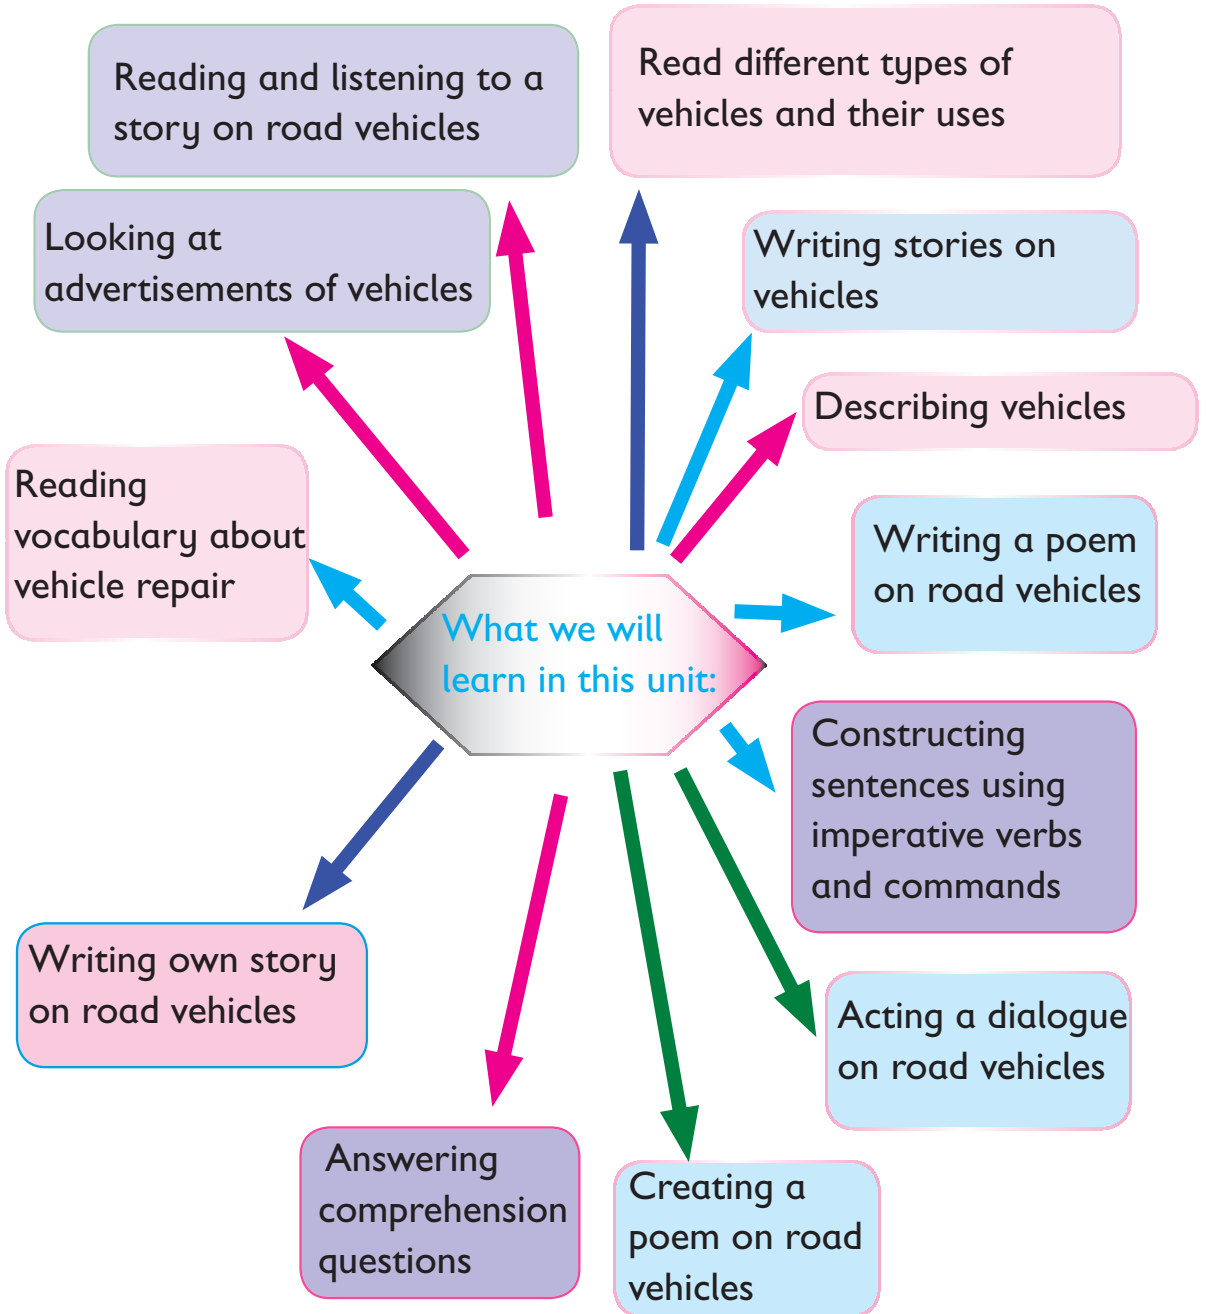 Reading and listening to a
story on road vehicles
Read different types of
vehicles and their uses
Looking at
advertisements of vehicles
Writing stories on
vehicles
Describing vehicles
Reading
vocabulary about
vehicle repair
Writing a poem
on road vehicles
What we will
learn in this unit:
Constructing
sentences using
imperative verbs
and commands
Writing own story
on road vehicles
Acting a dialogue
on road vehicles
Answering
comprehension
questions
Creating a
poem on road
vehicles